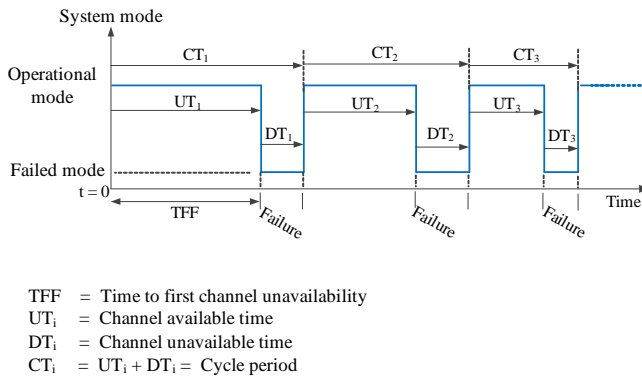 System mode
CT1
CT2
CT3
Operational
mode
UT1
UT2
UT3
DT1
DT2
DT3
Failed mode
t = 0
Time
TFF
Failure
Failure
Failure
TFF = Time to first channel unavailability
UTi = Channel available time
DTi = Channel unavailable time
CTi = UTi + DTi = Cycle period